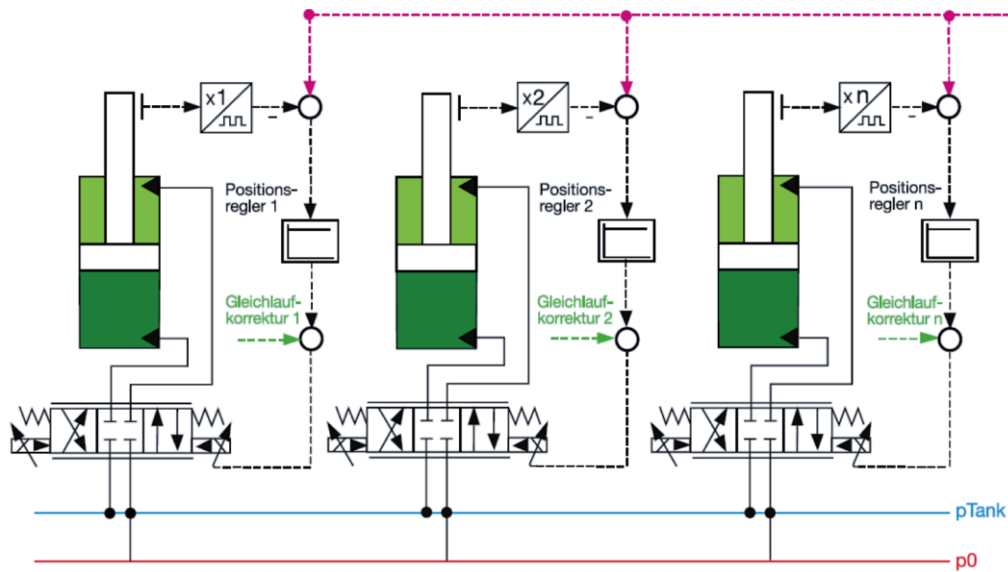 x1
x2
xn
-
-
-
Positions-
regler 1
Positions-
regler 2
Positions-
regler n
Gleichlauf-
korrektur 1
Gleichlauf-
korrektur 2
Gleichlauf-
korrektur n
pTank
p0